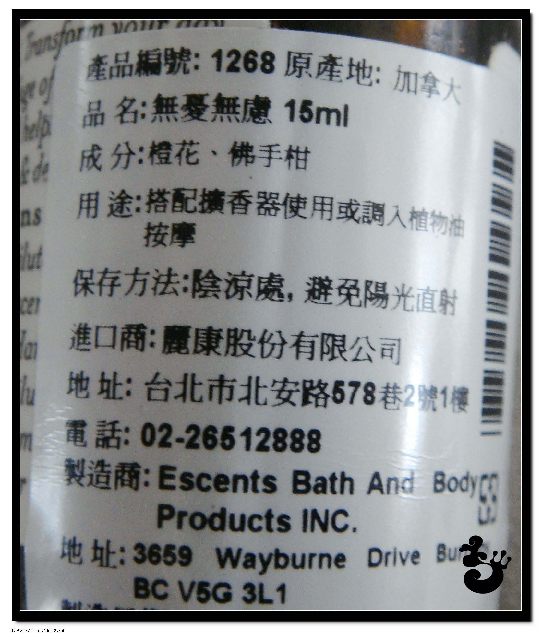 Transform your day
產品編號: 1268 原產地: 加拿大
品 名:無憂無慮 15ml
成 分:橙花、佛手柑
用 途:搭配擴香器使用或調入植物油
按摩
保存方法:陰涼處, 避免陽光直射
進口商:麗康股份有限公司
地 址: 台北市北安路578巷2號1樓
電 話: 02-26512888
製造商: Escents Bath And Body
Products INC.
地 址: 3659 Wayburne Drive
BC V5G 3L1